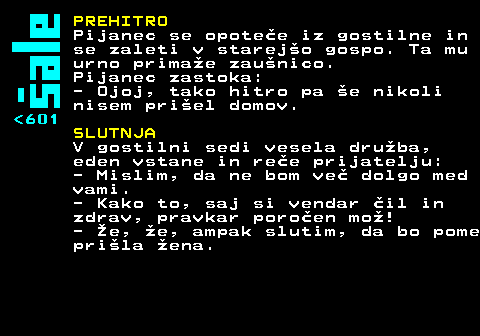 Šale
<601
PREHITRO
Pijanec se opoteče iz gostilne in
se zaleti v starejšo gospo. Ta mu
urno primaže zaušnico.
Pijanec zastoka:
- Ojoj, tako hitro pa še nikoli
nisem prišel domov.
SLUTNJA
V gostilni sedi vesela družba,
eden vstane in reče prijatelju:
- Mislim, da ne bom več dolgo med
vami.
- Kako to, saj si vendar čil in
zdrav, pravkar poročen mož!
- Že, že, ampak slutim, da bo pome
prišla žena.